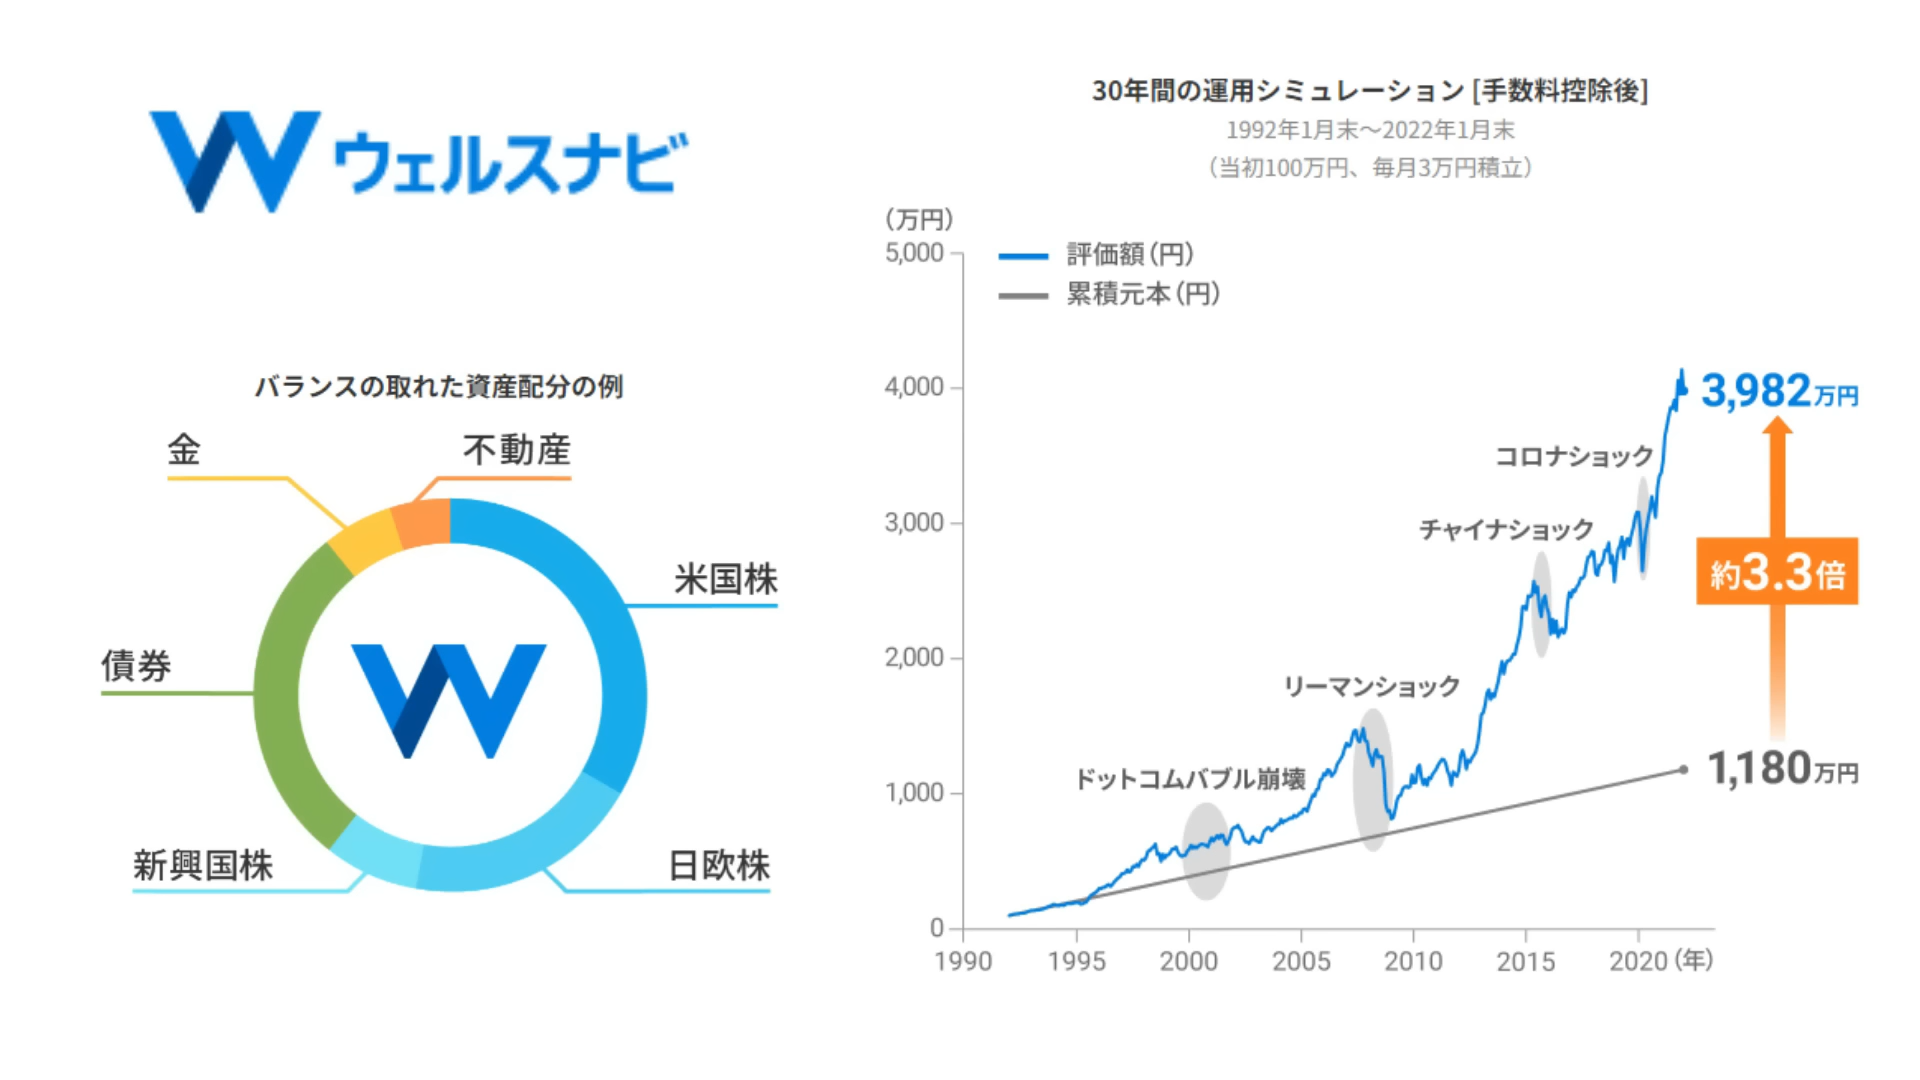 ウェルスナビ
バランスの取れた資産配分の例
金
不動産
米国株
債券
新興国株
日欧株
30年間の運用シミュレーション [手数料控除後]
1992年1月末～2022年1月末
（当初100万円、毎月3万円積立）
（万円）
5,000
評価額（円）
累積元本（円）
4,000
3,982万円
コロナショック
3,000
チャイナショック
約3.3倍
2,000
リーマンショック
1,180万円
ドットコムバブル崩壊
1,000
0
1990 1995 2000 2005 2010 2015 2020（年）